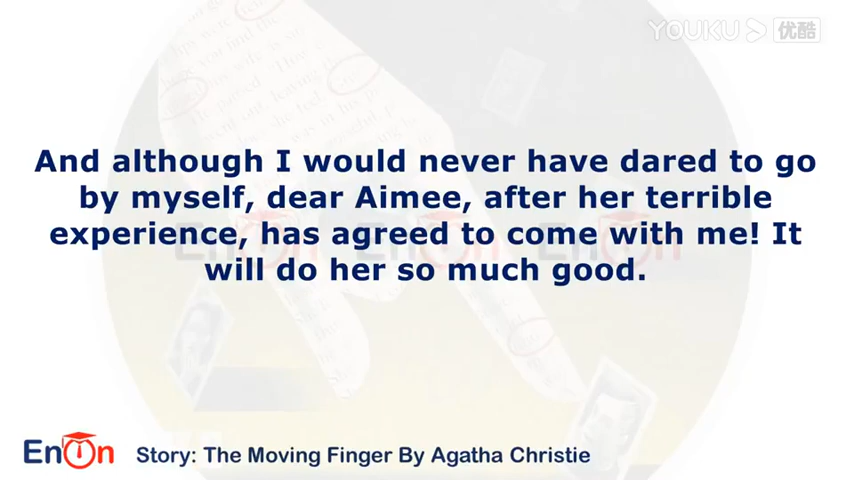 YOUKU 优酷
And although I would never have dared to go
by myself, dear Aimee, after her terrible
experience, has agreed to come with me! It
will do her so much good.
EnOn
Story: The Moving Finger By Agatha Christie